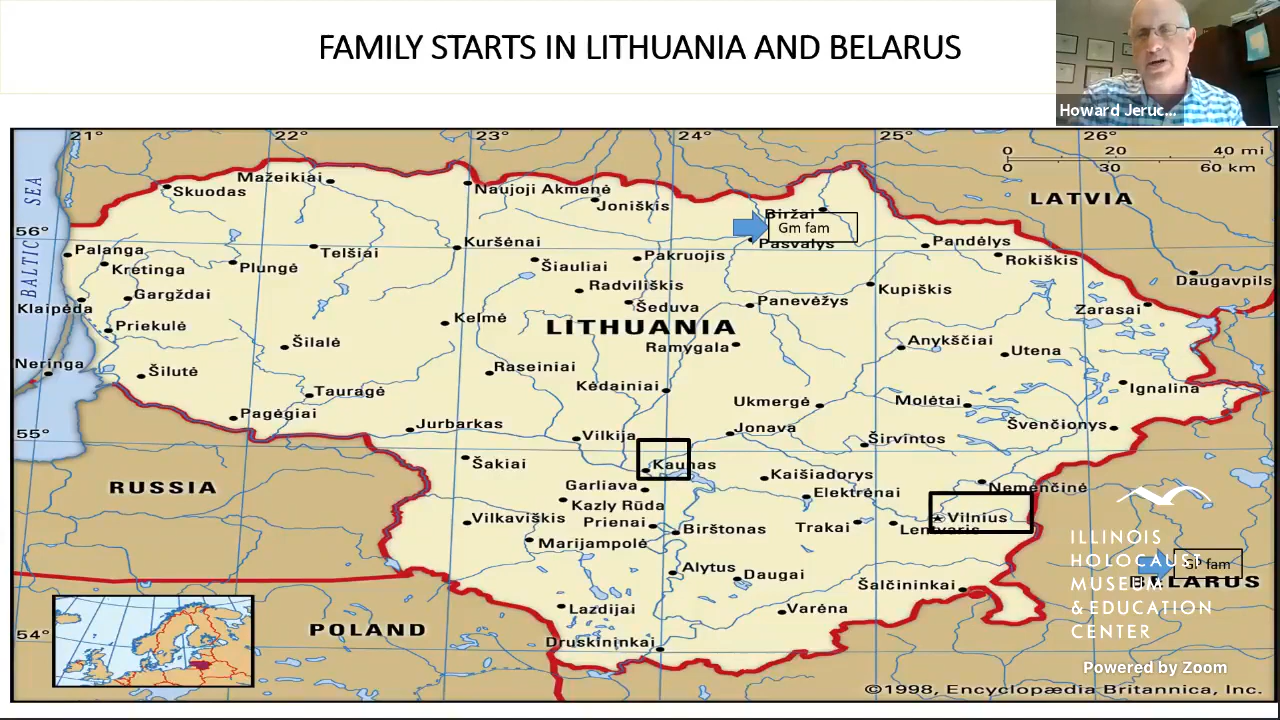 FAMILY STARTS IN LITHUANIA AND BELARUS
Howard Jeruc...
21° 22° 23° 24° 25° 26°
0 20 40 mi
0 30 60 km
LATVIA
BALTIC SEA
Skuodas
Mažeikiai
Naujoji Akmenė
Joniškis
Biržai
Gm fam
Pasvalys
Pandėlys
Rokiškis
Daugavpils
56°
Palanga
Kretinga
Plungė
Telšiai
Kuršėnai
Šiauliai
Pakruojis
Gargždai
Klaipėda
Radviliškis
Šeduva
Panevėžys
Kupiškis
Zarasai
Priekulė
Kelmė
LITHUANIA
Šilalė
Ramygala
Anykščiai
Utena
Neringa
Šilutė
Raseiniai
Tauragė
Kėdainiai
Ukmergė
Molėtai
Ignalina
Pagėgiai
Švenčionys
55°
Jurbarkas
Vilkija
Jonava
Širvintos
Šakiai
Kaunas
Kaišiadorys
RUSSIA
Garliava
Elektrėnai
Nemenčinė
Kazly Rūda
Vilkaviškis
Prienai
Birštonas
Trakai
Lentvaris
Vilnius
Marijampolė
Alytus
Daugai
Šalčininkai
Gf fam
BELARUS
Lazdijai
Varėna
POLAND
54°
Druskininkai
ILLINOIS
HOLOCAUST
MUSEUM
& EDUCATION
CENTER
Powered by Zoom
©1998, Encyclopædia Britannica, Inc.